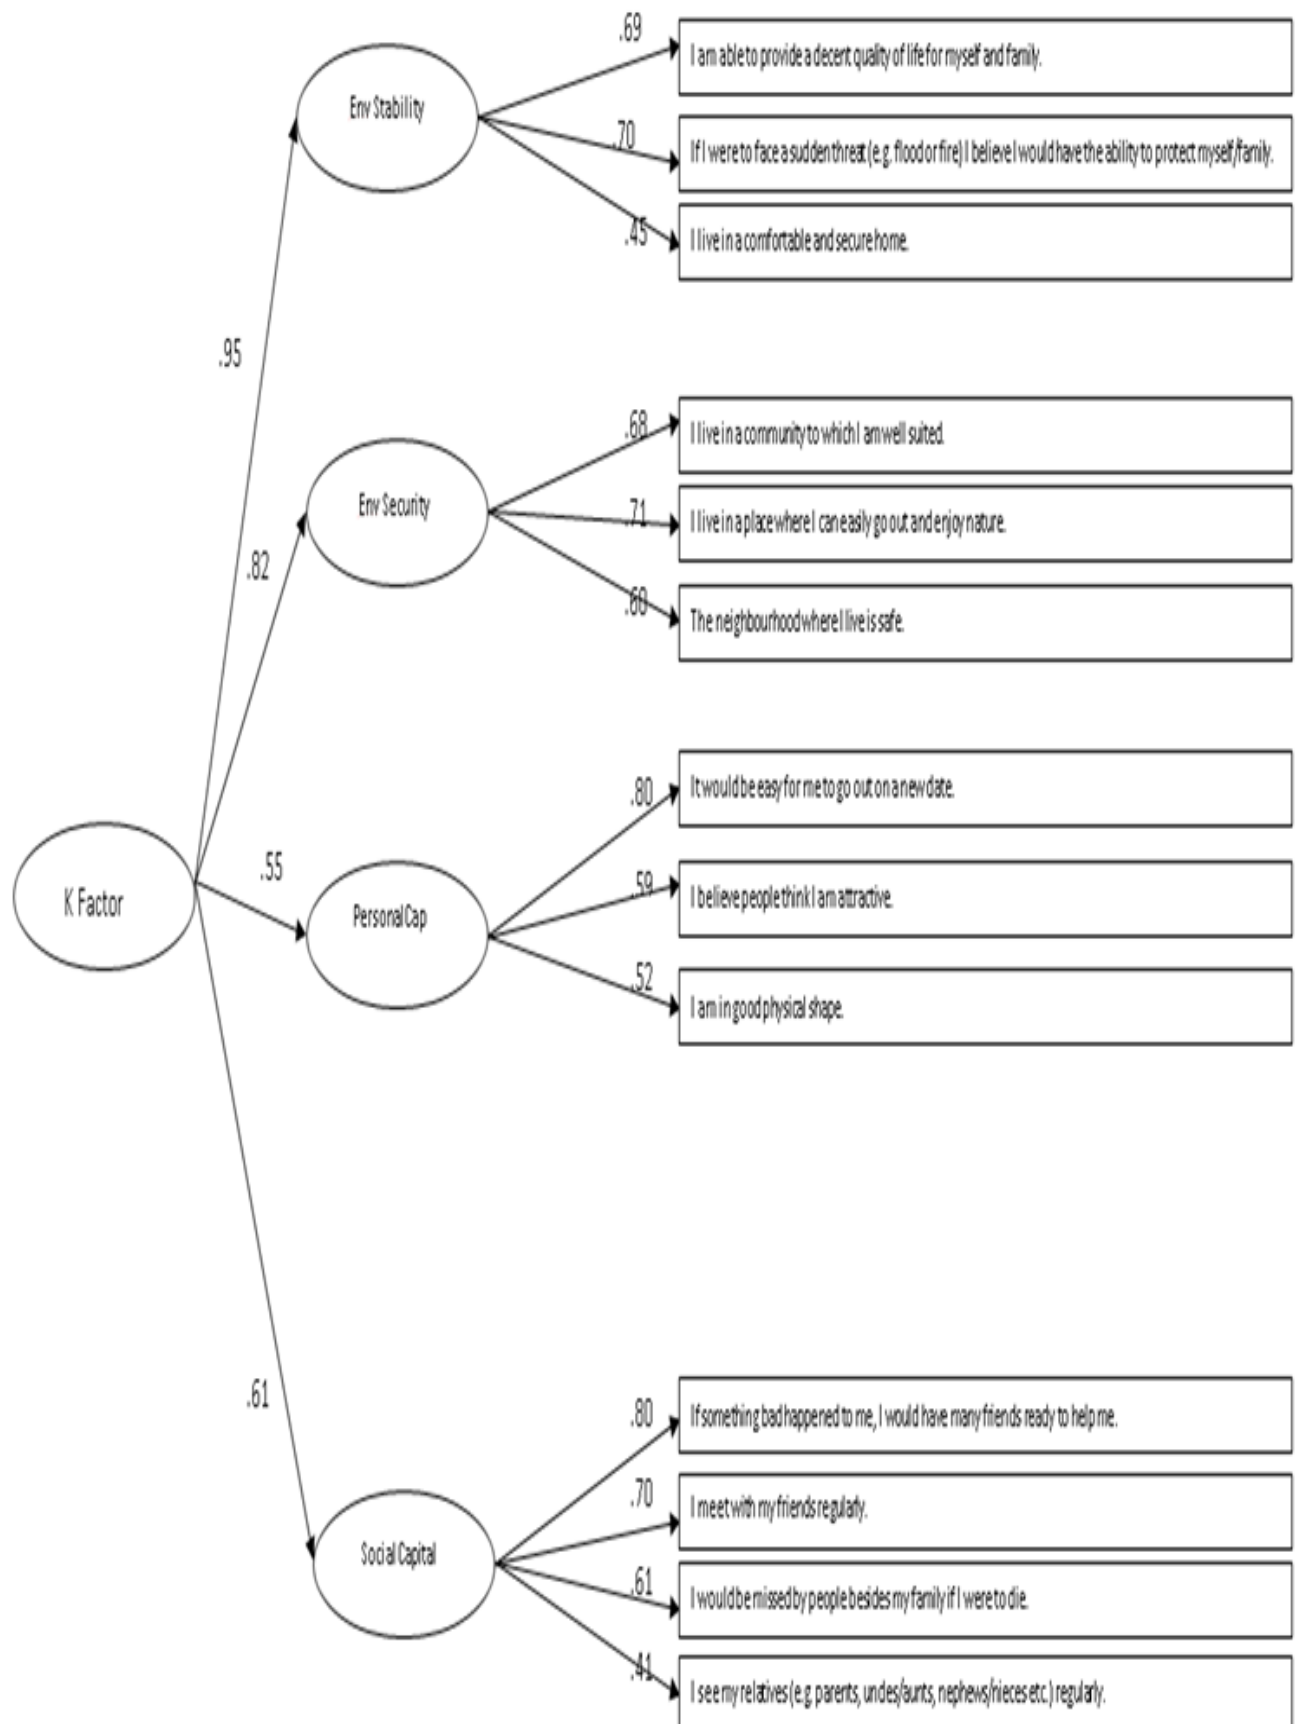 .69
I am able to provide a decent quality of life for myself and family.
Env Stability
.70
If I were to face a sudden threat (e.g. flood or fire) I believe I would have the ability to protect myself/family.
.45
I live in a comfortable and secure home.
.95
.68
I live in a community to which I am well suited.
Env Security
.71
I live in a place where I can easily go out and enjoy nature.
.82
.60
The neighbourhood where I live is safe.
.80
It would be easy for me to go out on a new date.
.55
.59
I believe people think I am attractive.
K Factor
Personal Cap
.52
I am in good physical shape.
.61
.80
If something bad happened to me, I would have many friends ready to help me.
.70
I meet with my friends regularly.
Social Capital
.61
I would be missed by people besides my family if I were to die.
.41
I see my relatives (e.g. parents, uncles/aunts, nephews/nieces etc.) regularly.